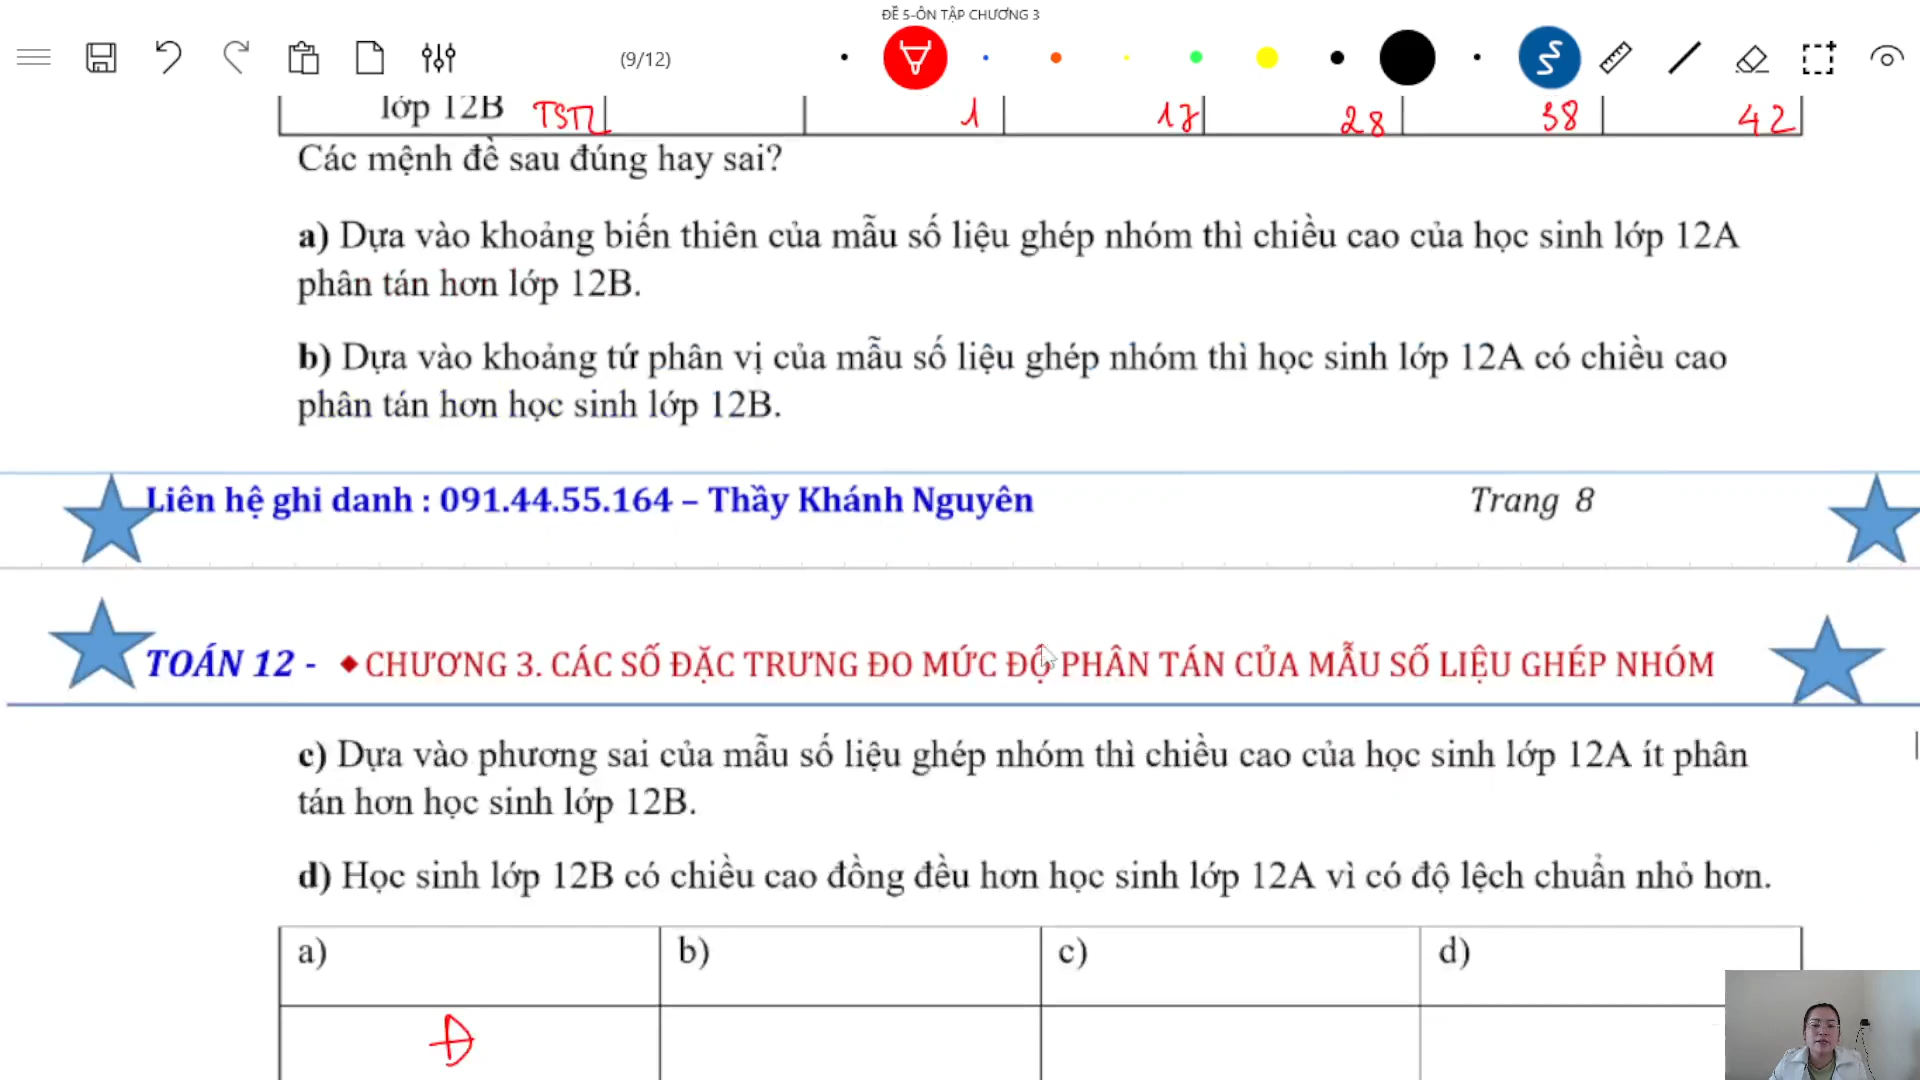 ĐỀ 5-ÔN TẬP CHƯƠNG 3
(9/12)
lớp 12B TSTL 1 17 28 38 42
Các mệnh đề sau đúng hay sai?
a) Dựa vào khoảng biến thiên của mẫu số liệu ghép nhóm thì chiều cao của học sinh lớp 12A
phân tán hơn lớp 12B.
b) Dựa vào khoảng tứ phân vị của mẫu số liệu ghép nhóm thì học sinh lớp 12A có chiều cao
phân tán hơn học sinh lớp 12B.
Liên hệ ghi danh : 091.44.55.164 – Thầy Khánh Nguyên Trang 8
TOÁN 12 - ♦ CHƯƠNG 3. CÁC SỐ ĐẶC TRƯNG ĐO MỨC ĐỘ PHÂN TÁN CỦA MẪU SỐ LIỆU GHÉP NHÓM
c) Dựa vào phương sai của mẫu số liệu ghép nhóm thì chiều cao của học sinh lớp 12A ít phân
tán hơn học sinh lớp 12B.
d) Học sinh lớp 12B có chiều cao đồng đều hơn học sinh lớp 12A vì có độ lệch chuẩn nhỏ hơn.
a) b) c) d)
Đ